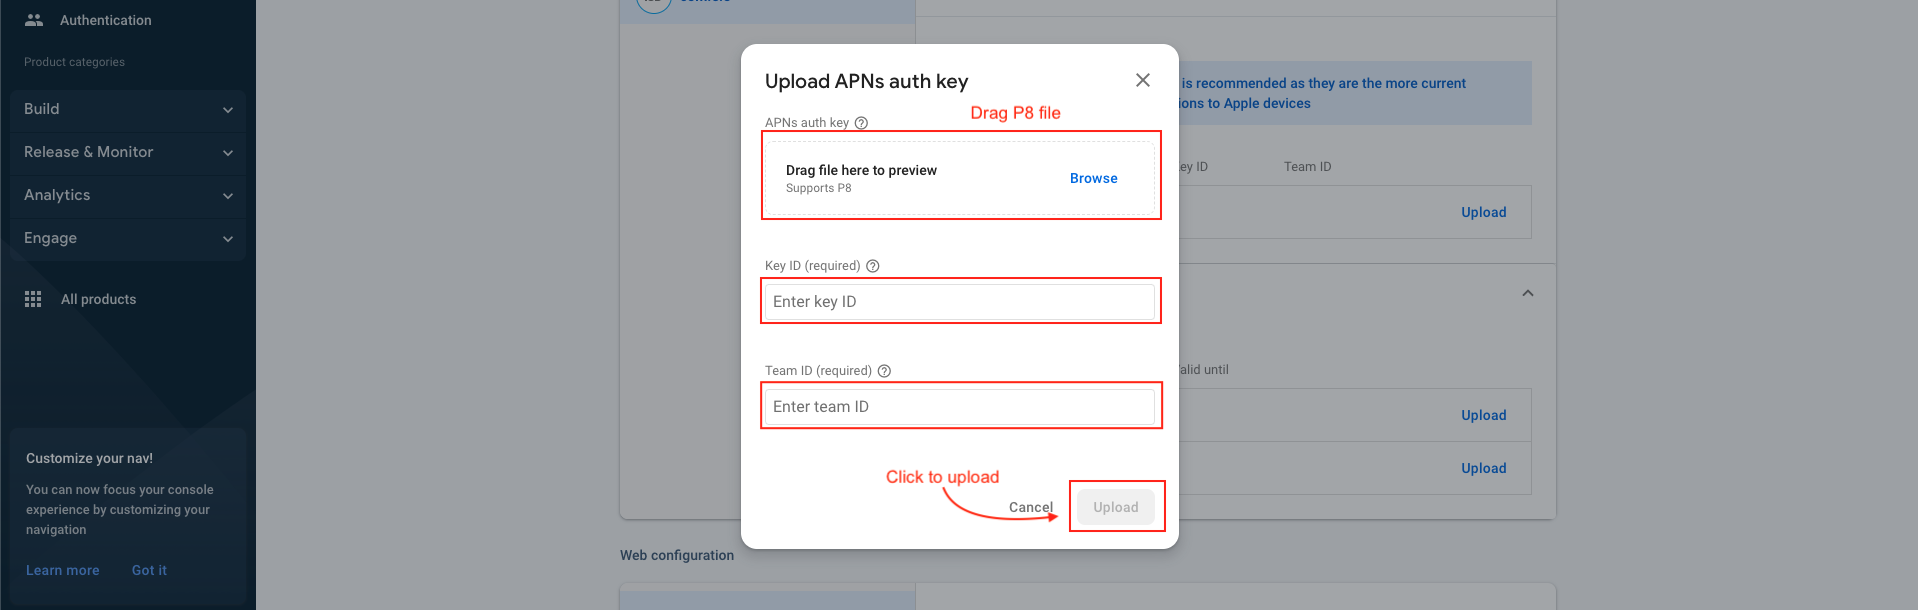 Authentication
Product categories
Build
Release & Monitor
Analytics
Engage
All products
Customize your nav!
You can now focus your console
experience by customizing your
navigation
Learn more Got it
Upload APNs auth key
Drag P8 file
APNs auth key
Drag file here to preview
Supports P8
Browse
Key ID (required)
Enter key ID
Team ID (required)
Enter team ID
Click to upload
Cancel
Upload
is recommended as they are the more current
ions to Apple devices
ey ID Team ID
Upload
alid until
Upload
Upload
Web configuration